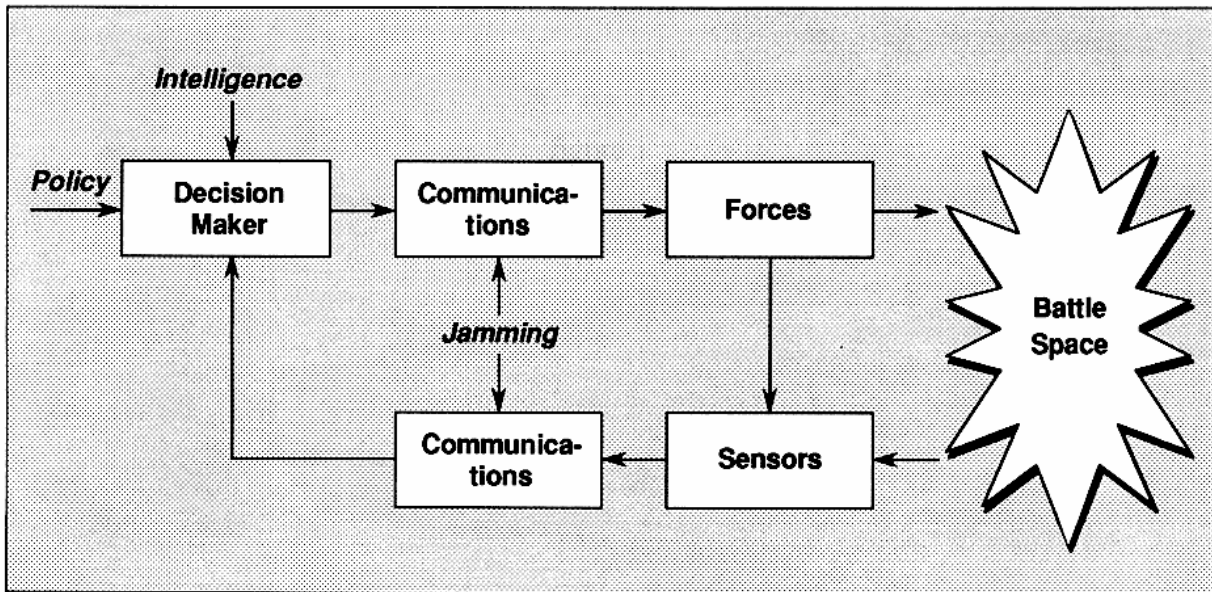 Intelligence
Policy
Decision
Maker
Communica-
tions
Forces
Battle
Space
Jamming
Communica-
tions
Sensors